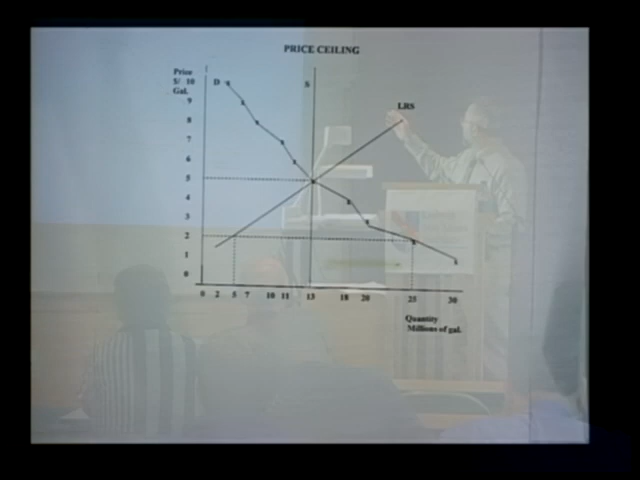 PRICE CEILING
Price
$/ 10
Gal.
D
S
LRS
9
8
7
6
5
4
3
2
1
0
0 2 5 7 10 11 13 18 20 25 30
Quantity
Millions of gal.